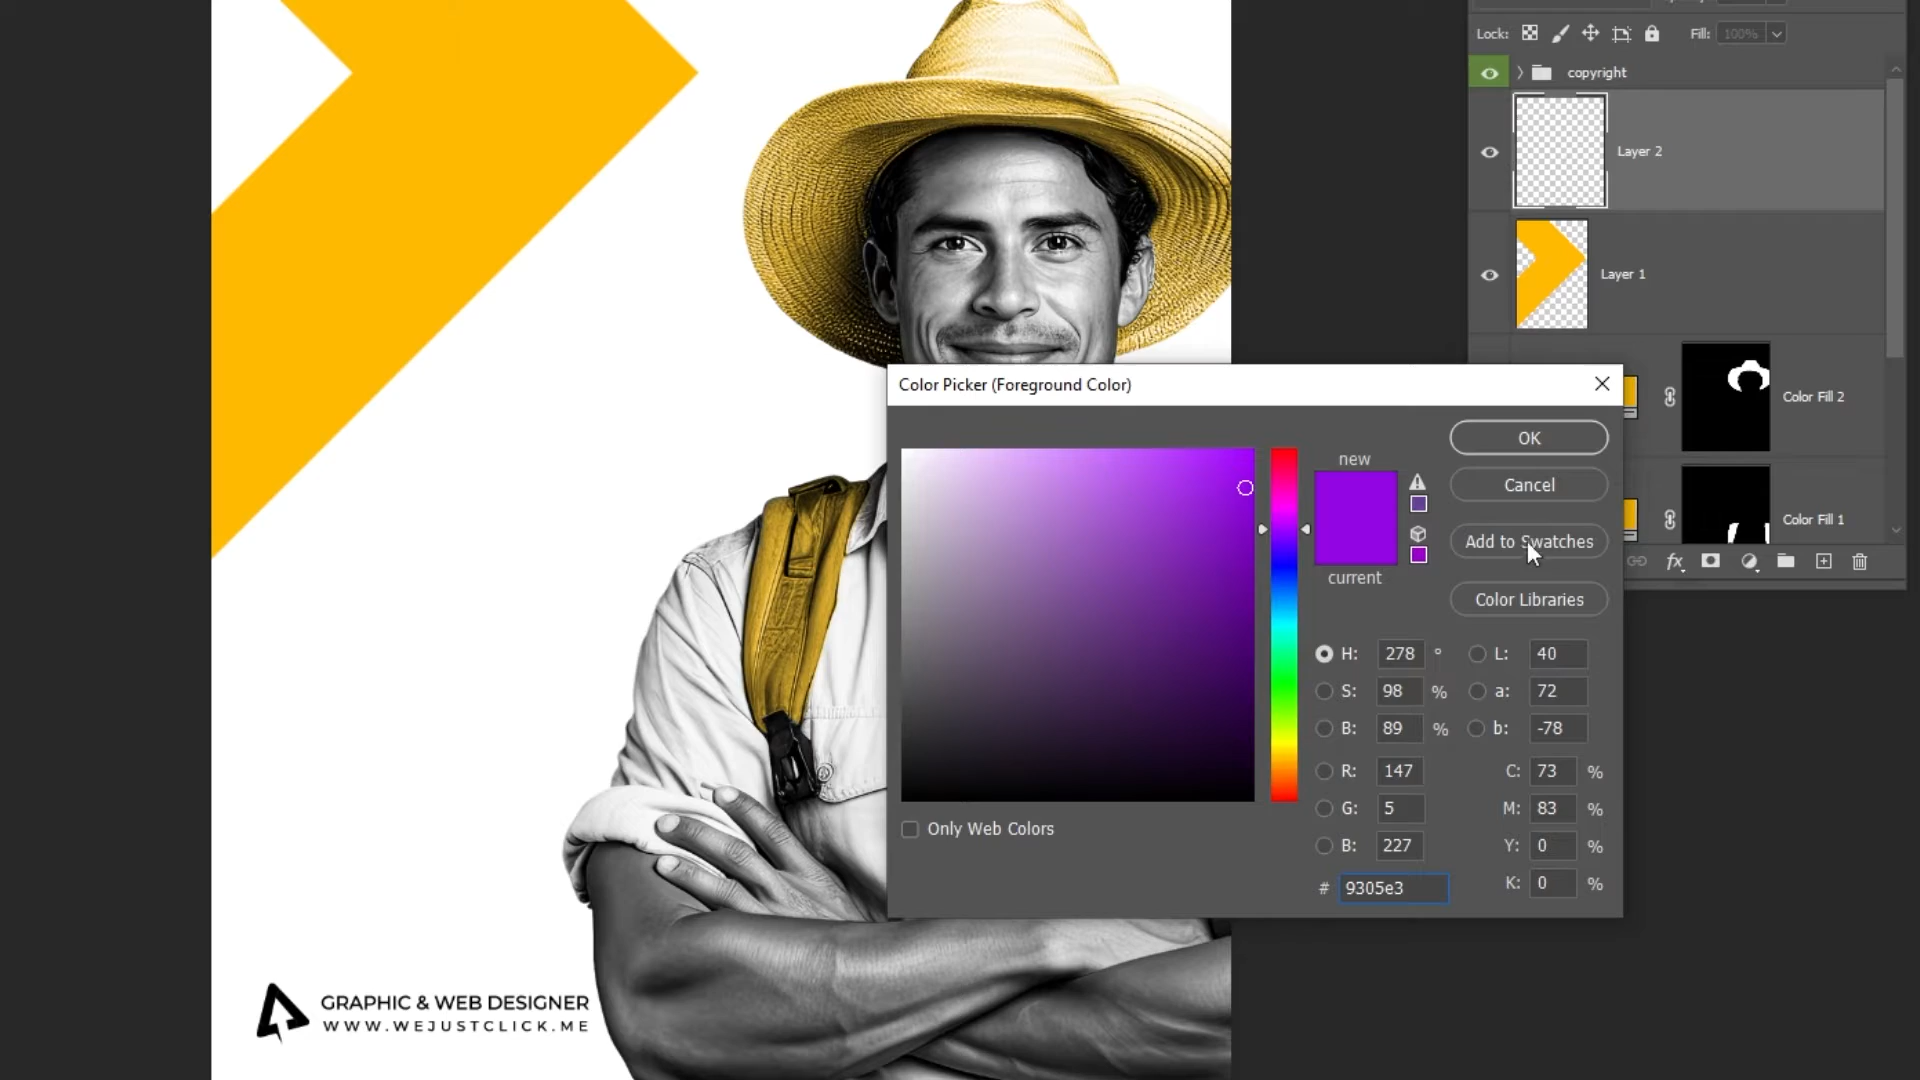 Lock:
Fill: 100%
copyright
Layer 2
Layer 1
Color Fill 2
Color Fill 1
fx
Color Picker (Foreground Color)
new
current
OK
Cancel
Add to Swatches
Color Libraries
H: 278 °
S: 98 %
B: 89 %
R: 147
G: 5
B: 227
# 9305e3
L: 40
a: 72
b: -78
C: 73 %
M: 83 %
Y: 0 %
K: 0 %
Only Web Colors
GRAPHIC & WEB DESIGNER
WWW.WEJUSTCLICK.ME